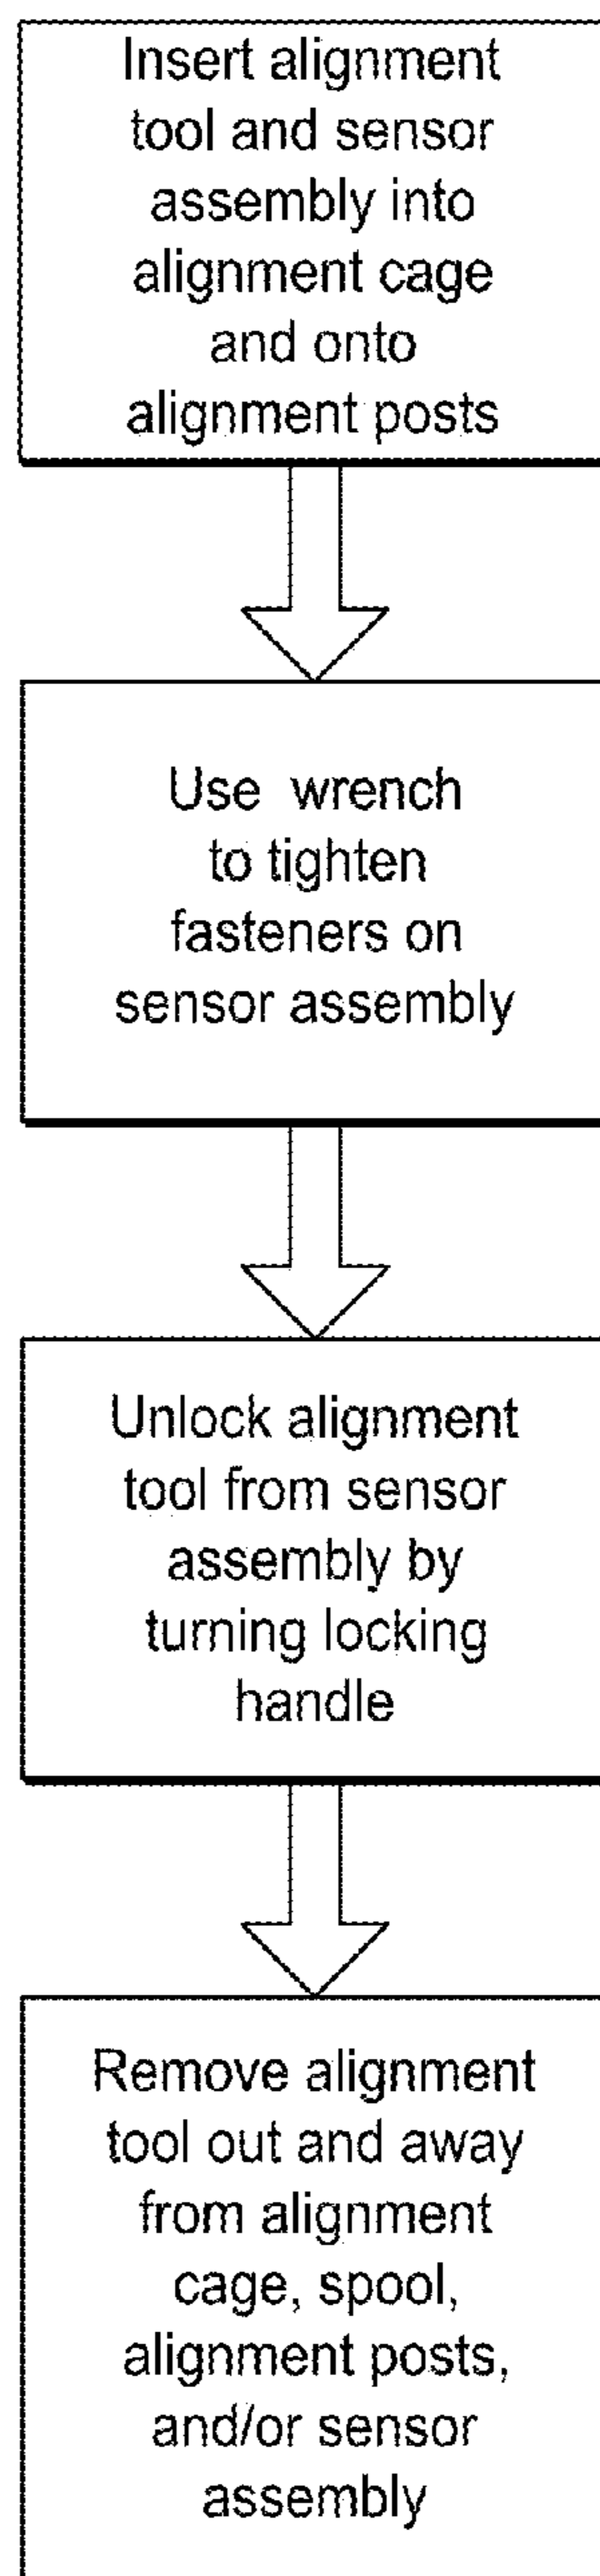 Insert alignment
tool and sensor
assembly into
alignment cage
and onto
alignment posts
Use wrench
to tighten
fasteners on
sensor assembly
Unlock alignment
tool from sensor
assembly by
turning locking
handle
Remove alignment
tool out and away
from alignment
cage, spool,
alignment posts,
and/or sensor
assembly